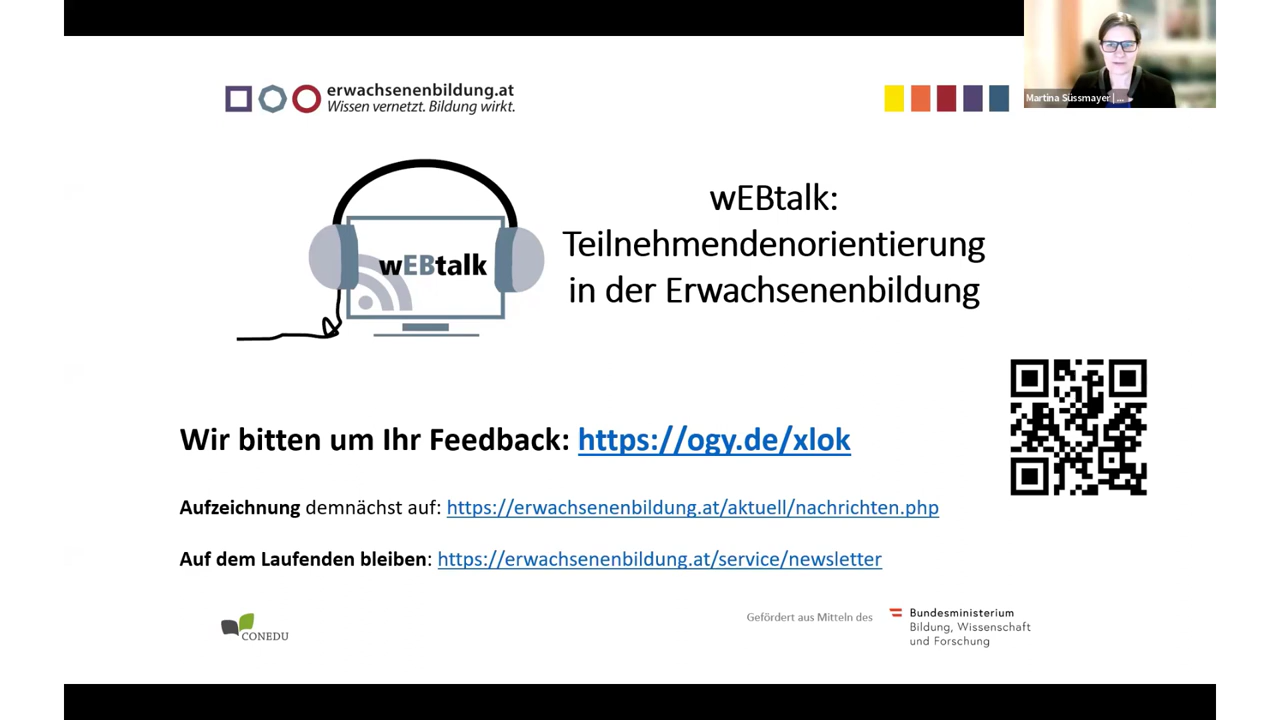 erwachsenenbildung.at
Wissen vernetzt. Bildung wirkt.
Martina Süssmayer | ...
wEBtalk
wEBtalk:
Teilnehmendenorientierung
in der Erwachsenenbildung
Wir bitten um Ihr Feedback: https://ogy.de/xlok
Aufzeichnung demnächst auf: https://erwachsenenbildung.at/aktuell/nachrichten.php
Auf dem Laufenden bleiben: https://erwachsenenbildung.at/service/newsletter
CONEDU
Gefördert aus Mitteln des
Bundesministerium
Bildung, Wissenschaft
und Forschung